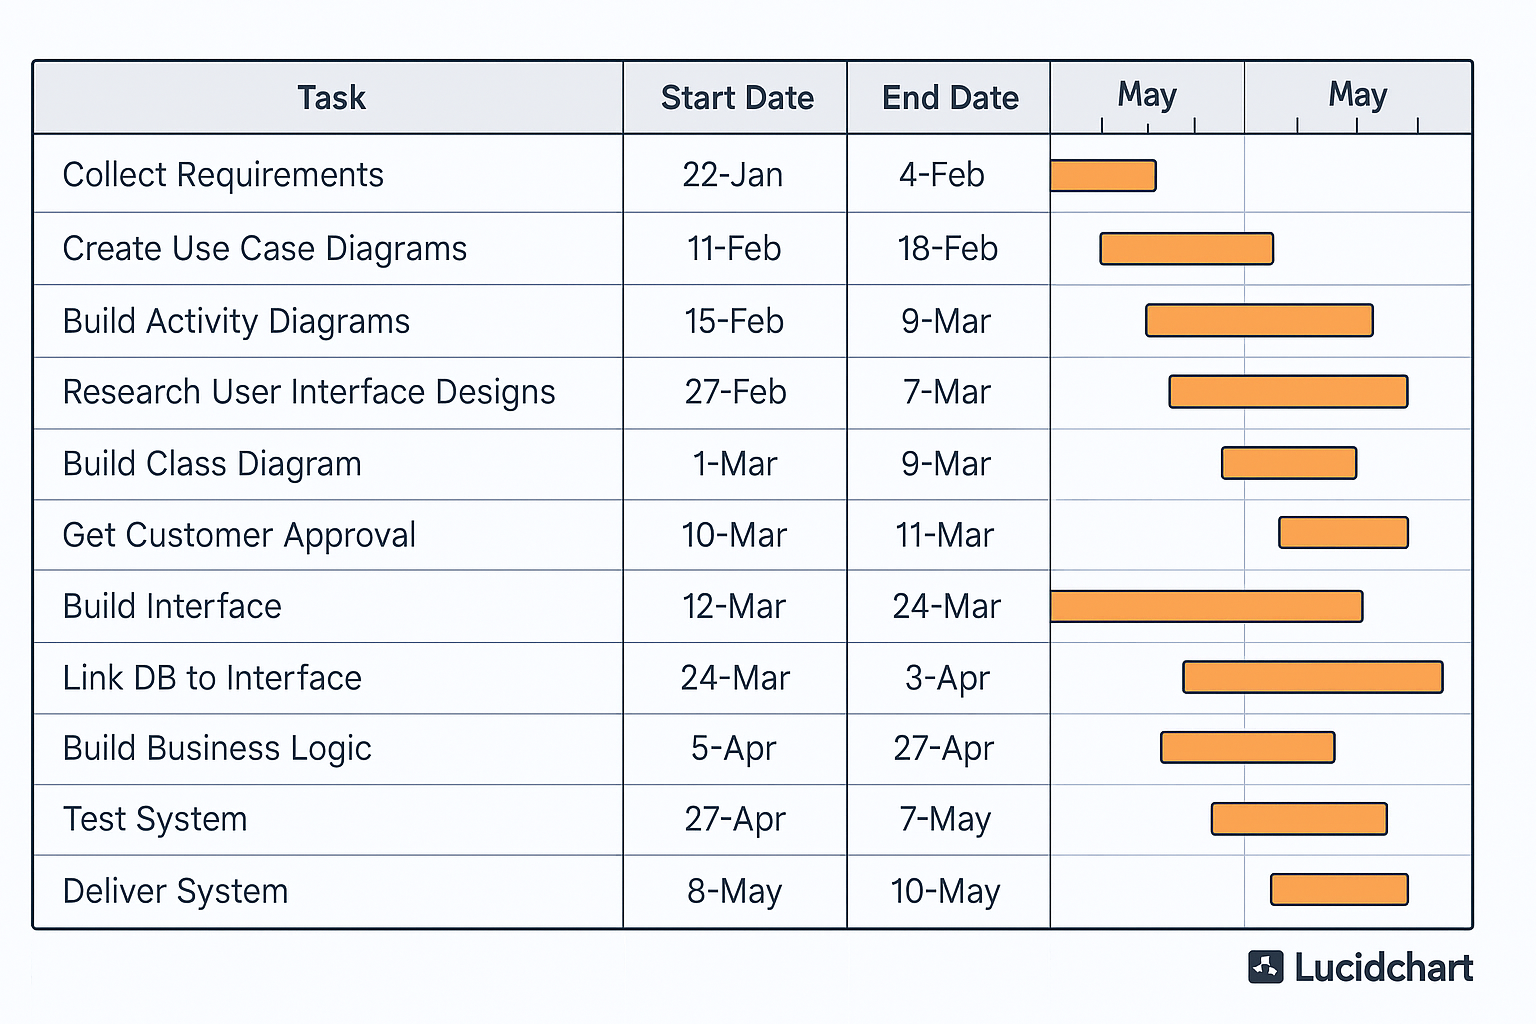 Task Start Date End Date May May
Collect Requirements 22-Jan 4-Feb
Create Use Case Diagrams 11-Feb 18-Feb
Build Activity Diagrams 15-Feb 9-Mar
Research User Interface Designs 27-Feb 7-Mar
Build Class Diagram 1-Mar 9-Mar
Get Customer Approval 10-Mar 11-Mar
Build Interface 12-Mar 24-Mar
Link DB to Interface 24-Mar 3-Apr
Build Business Logic 5-Apr 27-Apr
Test System 27-Apr 7-May
Deliver System 8-May 10-May
Lucidchart